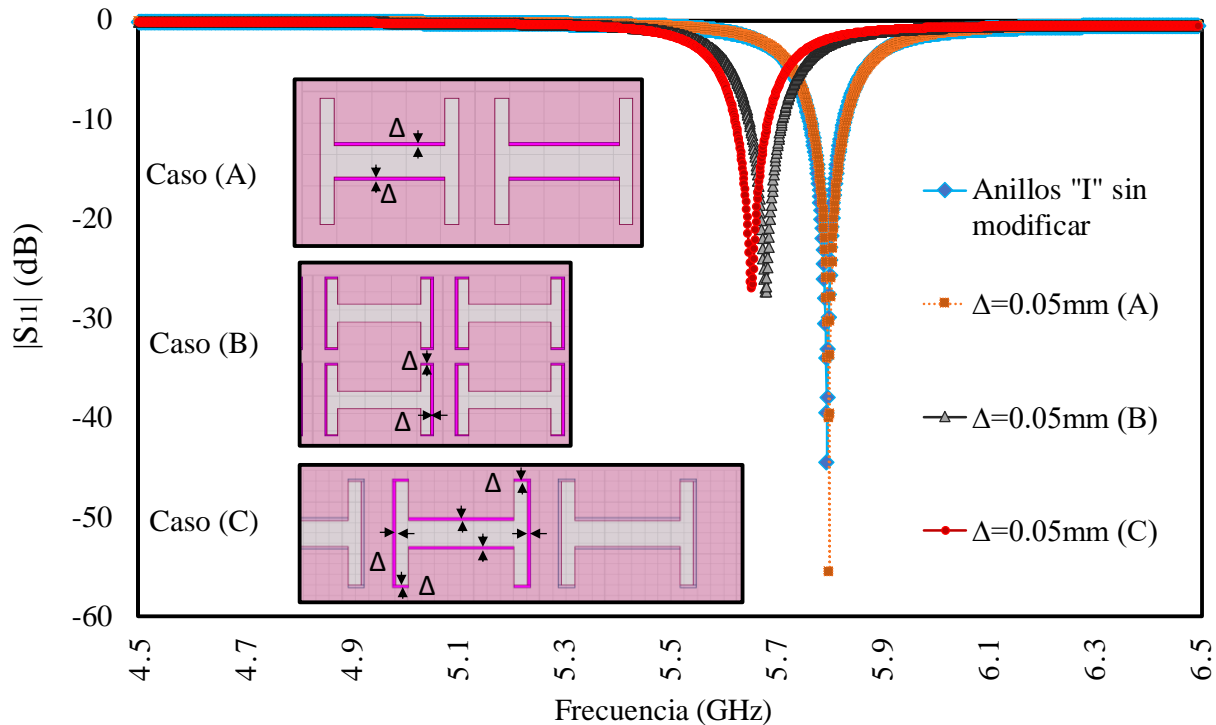 0
-10
-20
-30
-40
-50
-60
|S11| (dB)
Caso (A)
Δ
Δ
Caso (B)
Δ
Δ
Caso (C)
Δ
Δ
Δ
Anillos "I" sin
modificar
Δ=0.05mm (A)
Δ=0.05mm (B)
Δ=0.05mm (C)
4.5
4.7
4.9
5.1
5.3
5.5
5.7
5.9
6.1
6.3
6.5
Frecuencia (GHz)